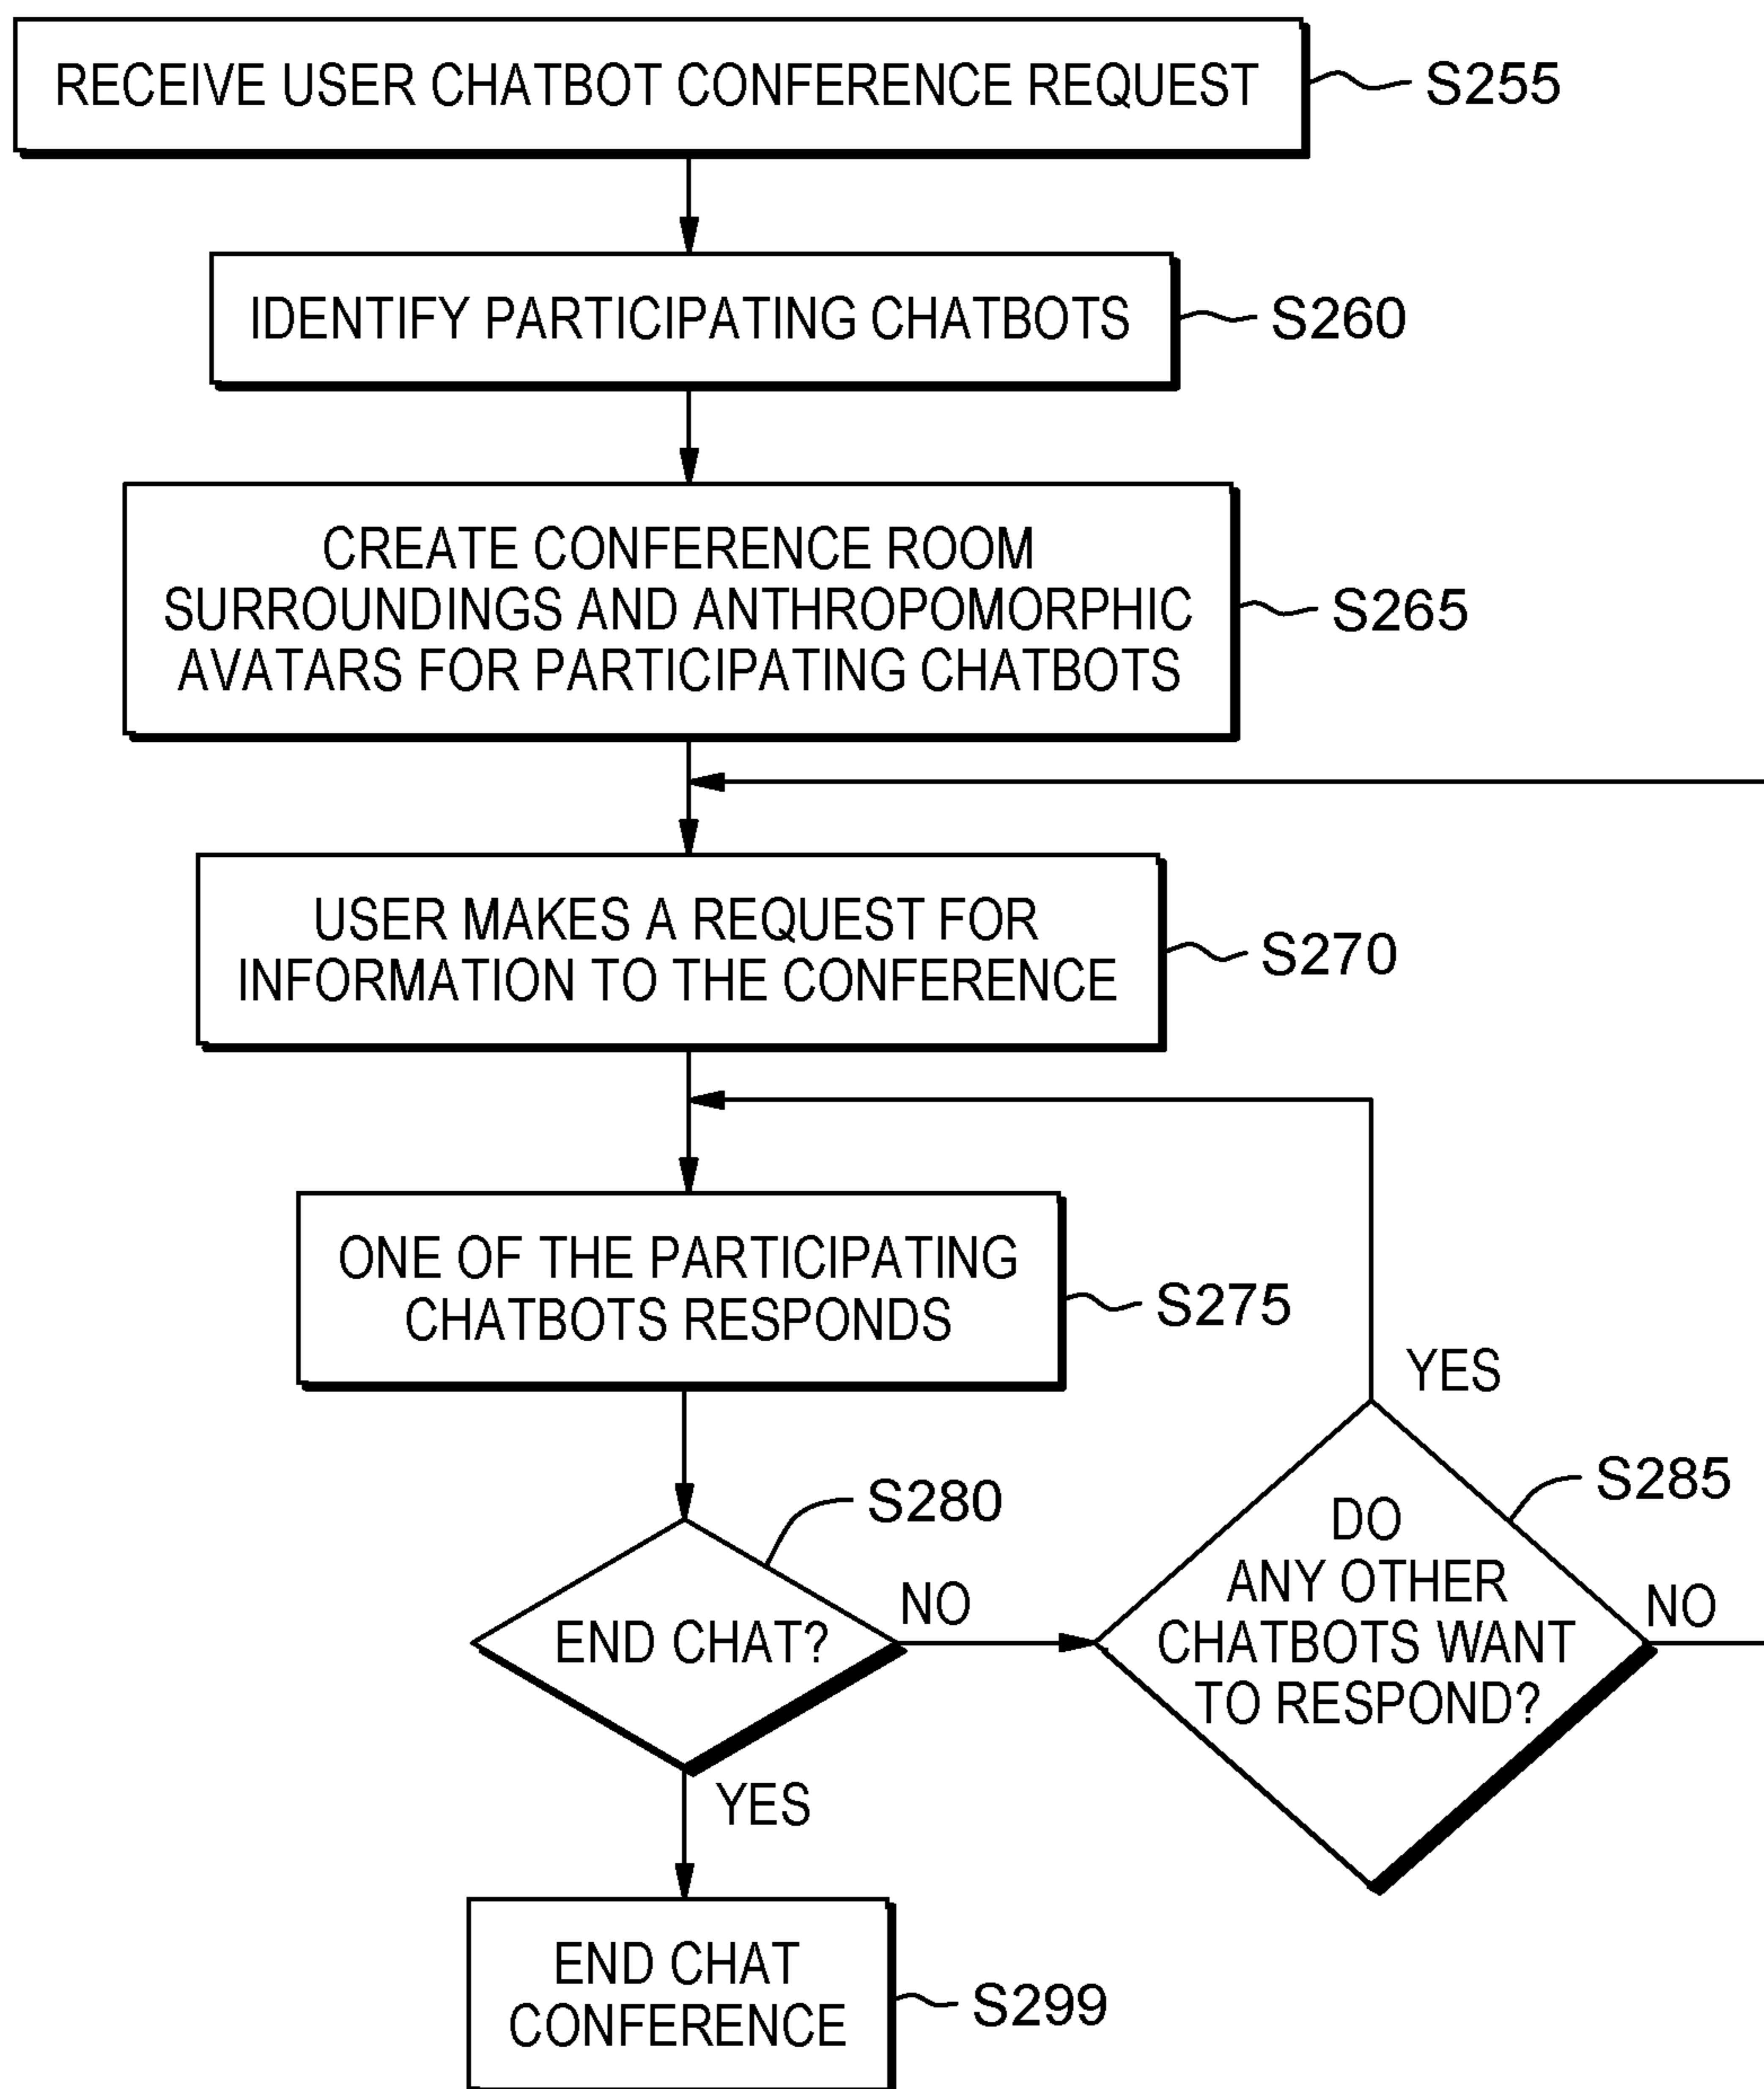 RECEIVE USER CHATBOT CONFERENCE REQUEST
S255
IDENTIFY PARTICIPATING CHATBOTS
S260
CREATE CONFERENCE ROOM
SURROUNDINGS AND ANTHROPOMORPHIC
AVATARS FOR PARTICIPATING CHATBOTS
S265
USER MAKES A REQUEST FOR
INFORMATION TO THE CONFERENCE
S270
ONE OF THE PARTICIPATING
CHATBOTS RESPONDS
S275
END CHAT?
S280
NO
YES
DO
ANY OTHER
CHATBOTS WANT
TO RESPOND?
S285
YES
NO
END CHAT
CONFERENCE
S299